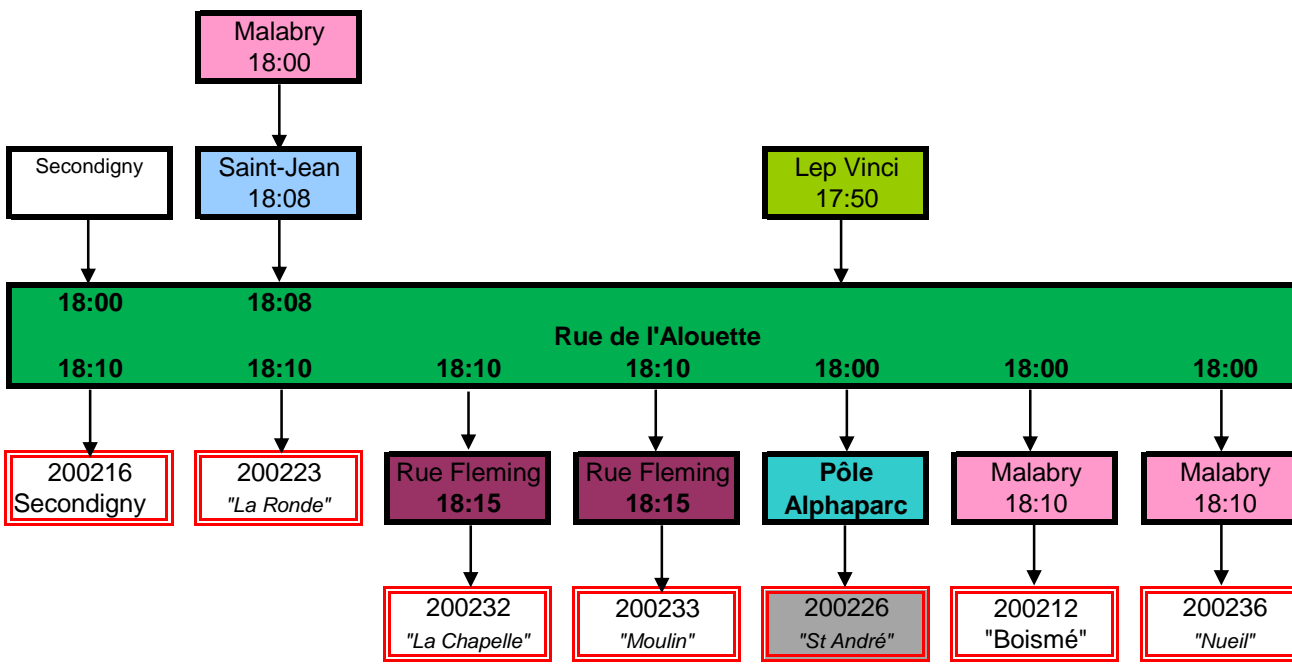 Malabry
18:00
Secondigny
Saint-Jean
18:08
Lep Vinci
17:50
18:00 18:08
Rue de l'Alouette
18:10 18:10 18:10 18:10 18:00 18:00 18:00
200216
Secondigny
200223
"La Ronde"
Rue Fleming
18:15
Rue Fleming
18:15
Pôle
Alphaparc
Malabry
18:10
Malabry
18:10
200232
"La Chapelle"
200233
"Moulin"
200226
"St André"
200212
"Boismé"
200236
"Nueil"